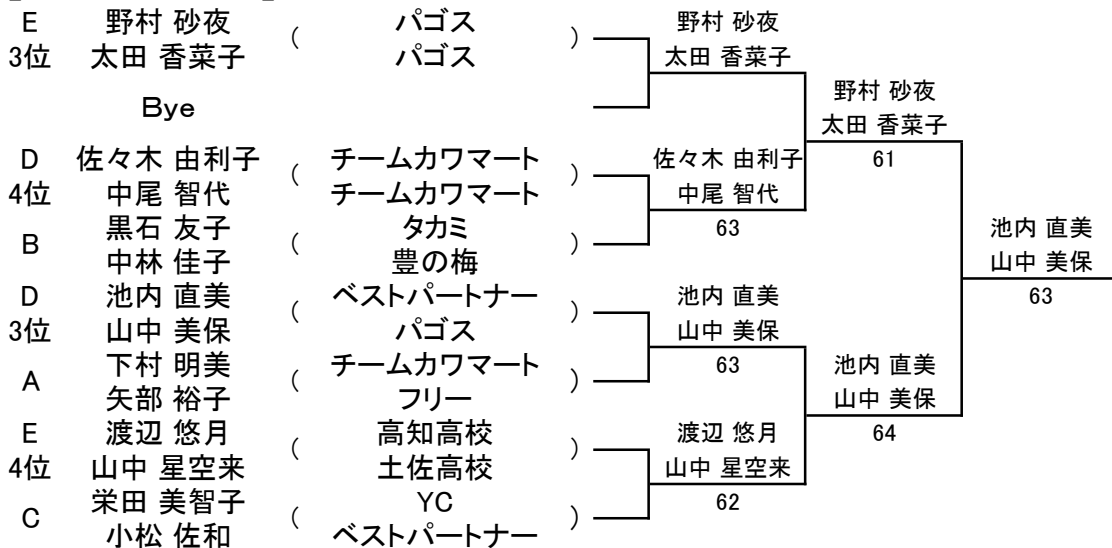 E 野村 砂夜 ( パゴス ) 野村 砂夜
3位 太田 香菜子 パゴス 太田 香菜子
Bye 野村 砂夜
太田 香菜子
D 佐々木 由利子 ( チームカワマート ) 佐々木 由利子 61
4位 中尾 智代 チームカワマート 中尾 智代
B 黒石 友子 ( タカミ ) 63 池内 直美
中林 佳子 豊の梅 山中 美保
D 池内 直美 ( ベストパートナー ) 池内 直美 63
3位 山中 美保 パゴス 山中 美保
A 下村 明美 ( チームカワマート ) 63 池内 直美
矢部 裕子 フリー 山中 美保
E 渡辺 悠月 ( 高知高校 ) 渡辺 悠月 64
4位 山中 星空来 土佐高校 山中 星空来
C 栄田 美智子 ( YC ) 62
小松 佐和 ベストパートナー